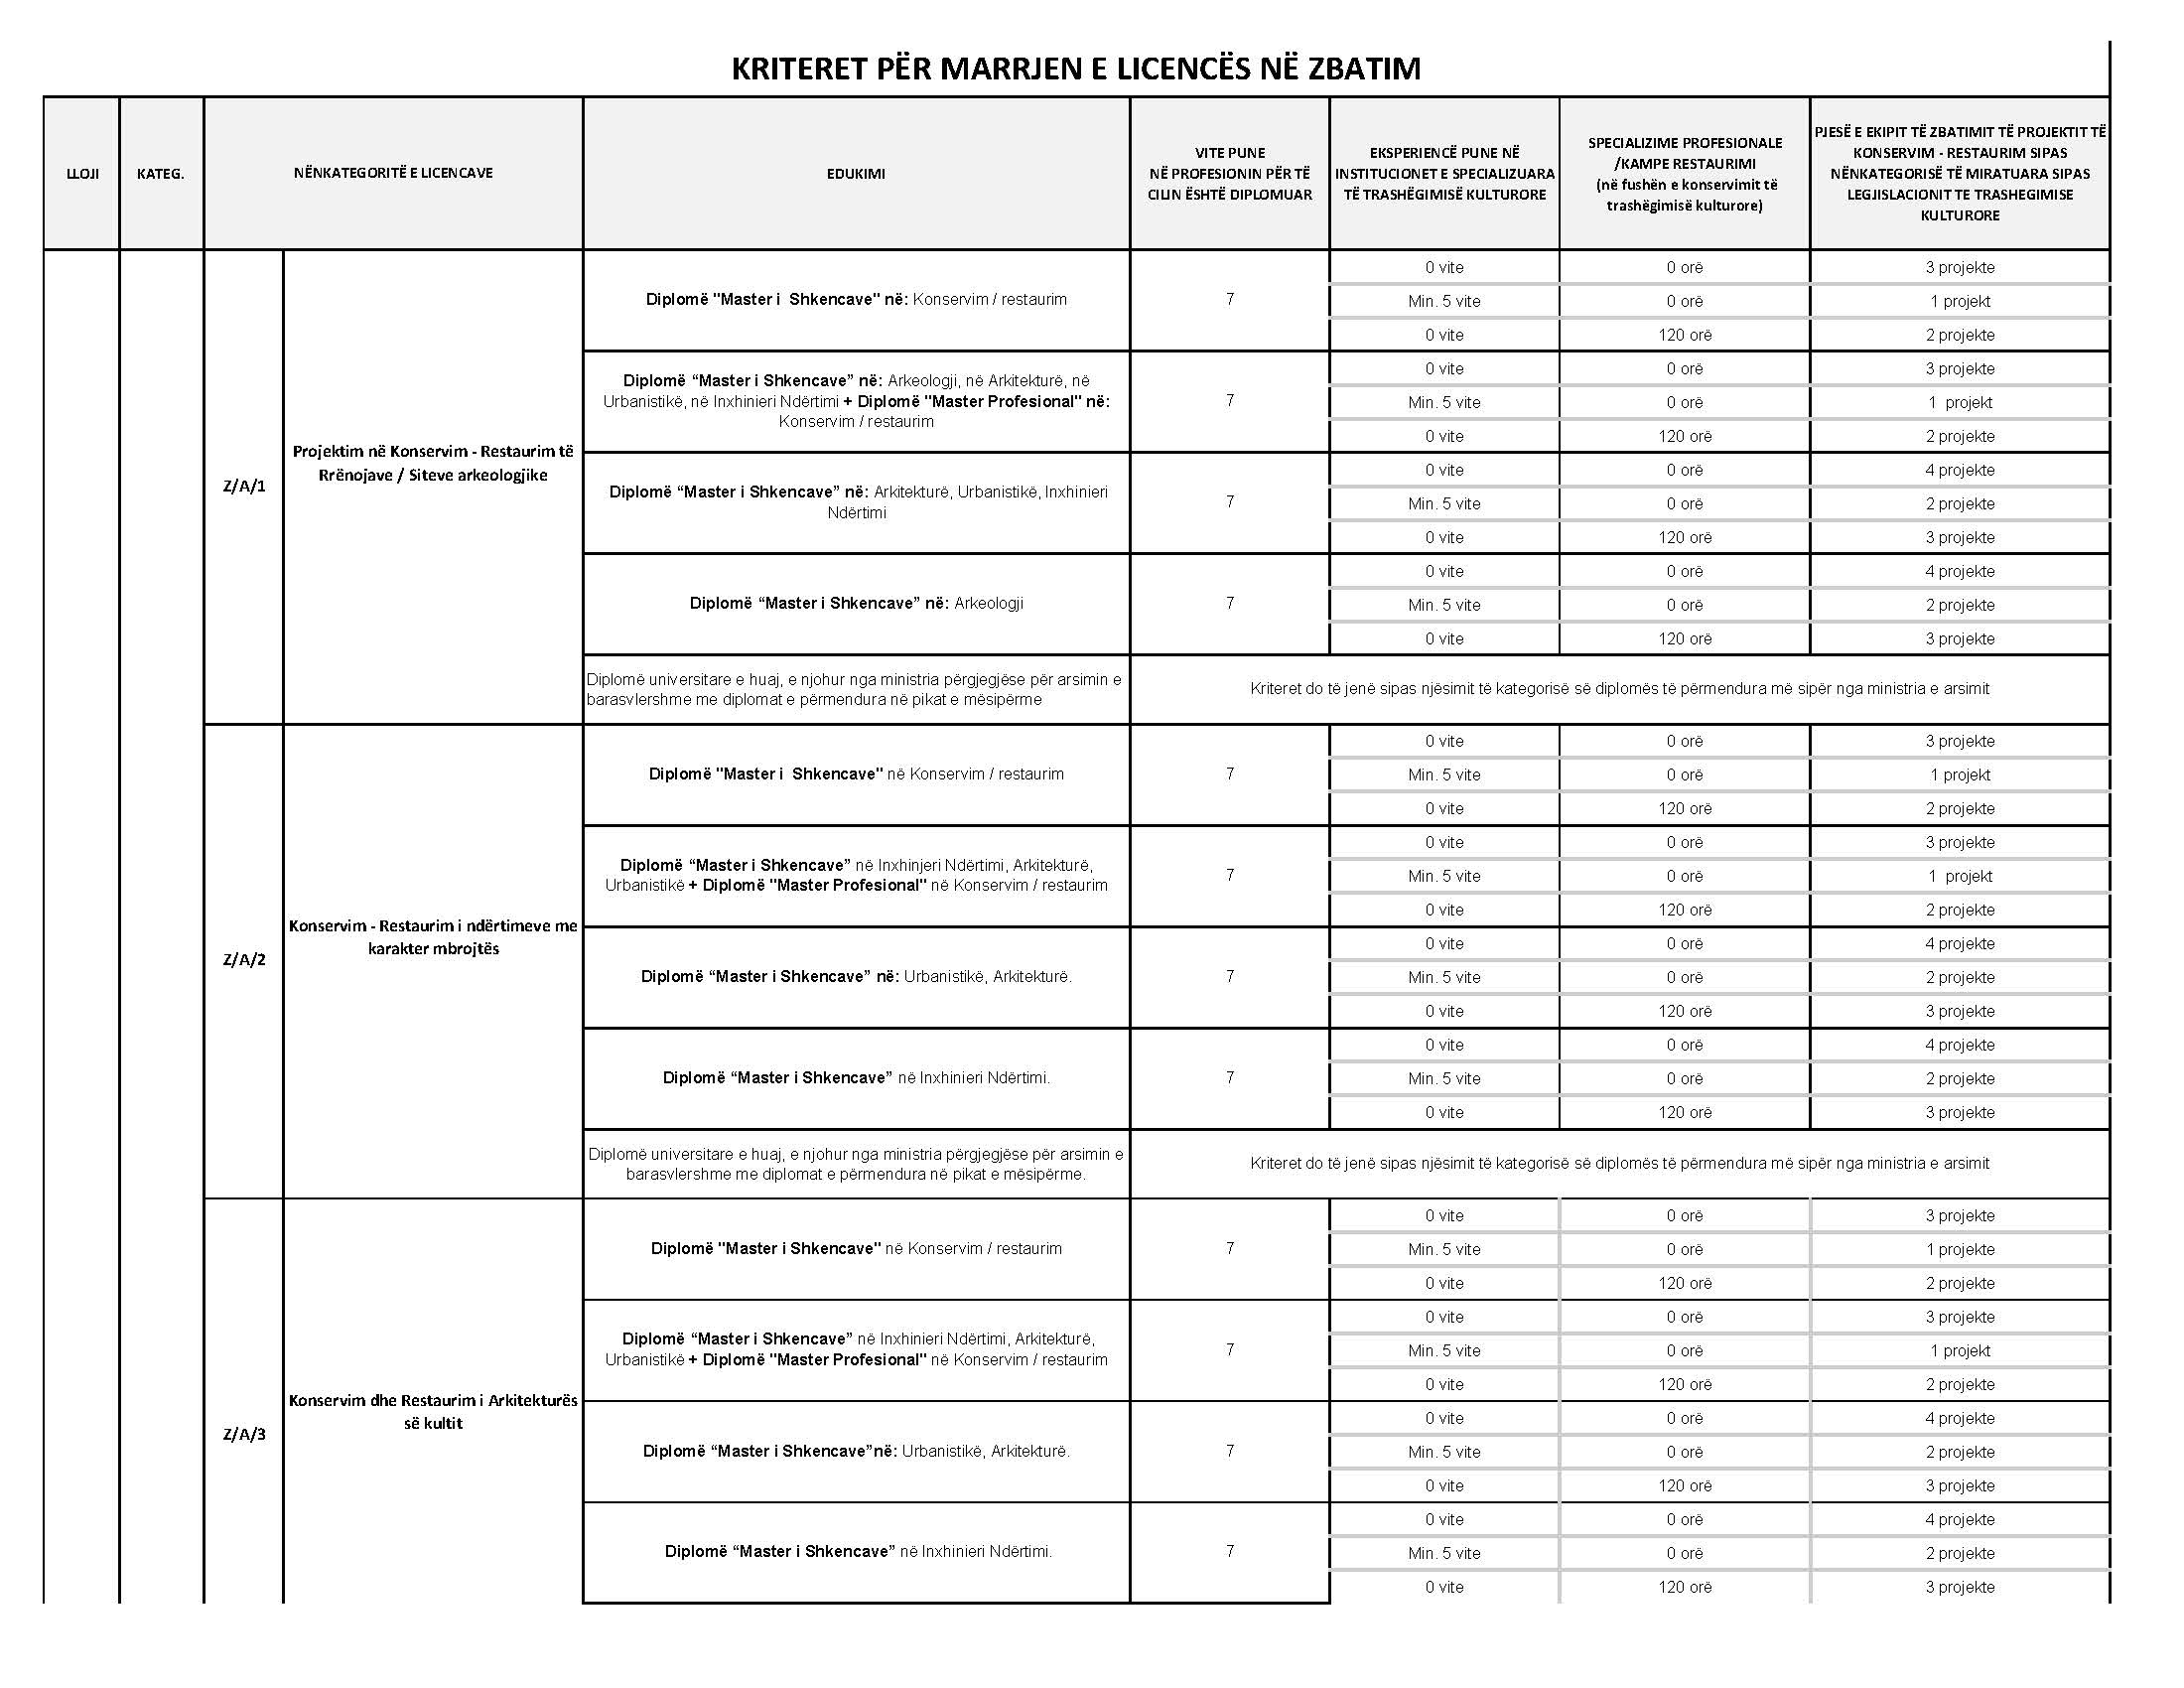 KRITERET PËR MARRJEN E LICENCËS NË ZBATIM
LLOJI
KATEG.
NËNKATEGORITË E LICENCAVE
EDUKIMI
VITE PUNE
NË PROFESIONIN PËR TË
CILIN ËSHTË DIPLOMUAR
EKSPERIENCË PUNE NË
INSTITUCIONET E SPECIALIZUARA
TË TRASHËGIMISË KULTURORE
SPECIALIZIME PROFESIONALE
/KAMPE RESTAURIMI
(në fushën e konservimit të
trashëgimisë kulturore)
PJESË E EKIPIT TË ZBATIMIT TË PROJEKTIT TË
KONSERVIM - RESTAURIM SIPAS
NËNKATEGORISË TË MIRATUARA SIPAS
LEGJISLACIONIT TE TRASHEGIMISE
KULTURORE
Z/A/1
Projektim në Konservim - Restaurim të
Rrënojave / Siteve arkeologjike
Diplomë "Master i Shkencave" në: Konservim / restaurim
7
0 vite 0 orë 3 projekte
Min. 5 vite 0 orë 1 projekt
0 vite 120 orë 2 projekte
Diplomë “Master i Shkencave” në: Arkeologji, në Arkitekturë, në
Urbanistikë, në Inxhinieri Ndërtimi + Diplomë "Master Profesional" në:
Konservim / restaurim
7
0 vite 0 orë 3 projekte
Min. 5 vite 0 orë 1 projekt
0 vite 120 orë 2 projekte
Diplomë “Master i Shkencave” në: Arkitekturë, Urbanistikë, Inxhinieri
Ndërtimi
7
0 vite 0 orë 4 projekte
Min. 5 vite 0 orë 2 projekte
0 vite 120 orë 3 projekte
Diplomë “Master i Shkencave” në: Arkeologji
7
0 vite 0 orë 4 projekte
Min. 5 vite 0 orë 2 projekte
0 vite 120 orë 3 projekte
Diplomë universitare e huaj, e njohur nga ministria përgjegjëse për arsimin e
barasvlershme me diplomat e përmendura në pikat e mësipërme
Kriteret do të jenë sipas njësimit të kategorisë së diplomës të përmendura më sipër nga ministria e arsimit
Z/A/2
Konservim - Restaurim i ndërtimeve me
karakter mbrojtës
Diplomë "Master i Shkencave" në Konservim / restaurim
7
0 vite 0 orë 3 projekte
Min. 5 vite 0 orë 1 projekt
0 vite 120 orë 2 projekte
Diplomë “Master i Shkencave” në Inxhinjeri Ndërtimi, Arkitekturë,
Urbanistikë + Diplomë "Master Profesional" në Konservim / restaurim
7
0 vite 0 orë 3 projekte
Min. 5 vite 0 orë 1 projekt
0 vite 120 orë 2 projekte
Diplomë “Master i Shkencave” në: Urbanistikë, Arkitekturë.
7
0 vite 0 orë 4 projekte
Min. 5 vite 0 orë 2 projekte
0 vite 120 orë 3 projekte
Diplomë “Master i Shkencave” në Inxhinieri Ndërtimi.
7
0 vite 0 orë 4 projekte
Min. 5 vite 0 orë 2 projekte
0 vite 120 orë 3 projekte
Diplomë universitare e huaj, e njohur nga ministria përgjegjëse për arsimin e
barasvlershme me diplomat e përmendura në pikat e mësipërme.
Kriteret do të jenë sipas njësimit të kategorisë së diplomës të përmendura më sipër nga ministria e arsimit
Z/A/3
Konservim dhe Restaurim i Arkitekturës
së kultit
Diplomë "Master i Shkencave" në Konservim / restaurim
7
0 vite 0 orë 3 projekte
Min. 5 vite 0 orë 1 projekte
0 vite 120 orë 2 projekte
Diplomë “Master i Shkencave” në Inxhinieri Ndërtimi, Arkitekturë,
Urbanistikë + Diplomë "Master Profesional" në Konservim / restaurim
7
0 vite 0 orë 3 projekte
Min. 5 vite 0 orë 1 projekt
0 vite 120 orë 2 projekte
Diplomë “Master i Shkencave”në: Urbanistikë, Arkitekturë.
7
0 vite 0 orë 4 projekte
Min. 5 vite 0 orë 2 projekte
0 vite 120 orë 3 projekte
Diplomë “Master i Shkencave” në Inxhinieri Ndërtimi.
7
0 vite 0 orë 4 projekte
Min. 5 vite 0 orë 2 projekte
0 vite 120 orë 3 projekte